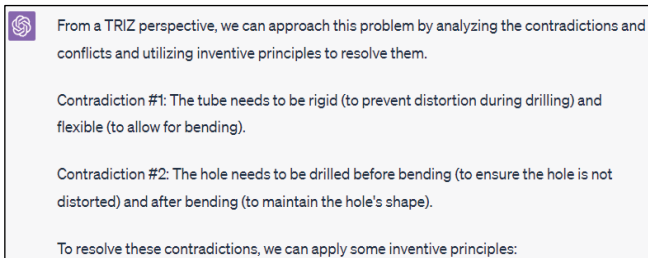 From a TRIZ perspective, we can approach this problem by analyzing the contradictions and
conflicts and utilizing inventive principles to resolve them.
Contradiction #1: The tube needs to be rigid (to prevent distortion during drilling) and
flexible (to allow for bending).
Contradiction #2: The hole needs to be drilled before bending (to ensure the hole is not
distorted) and after bending (to maintain the hole's shape).
To resolve these contradictions, we can apply some inventive principles: